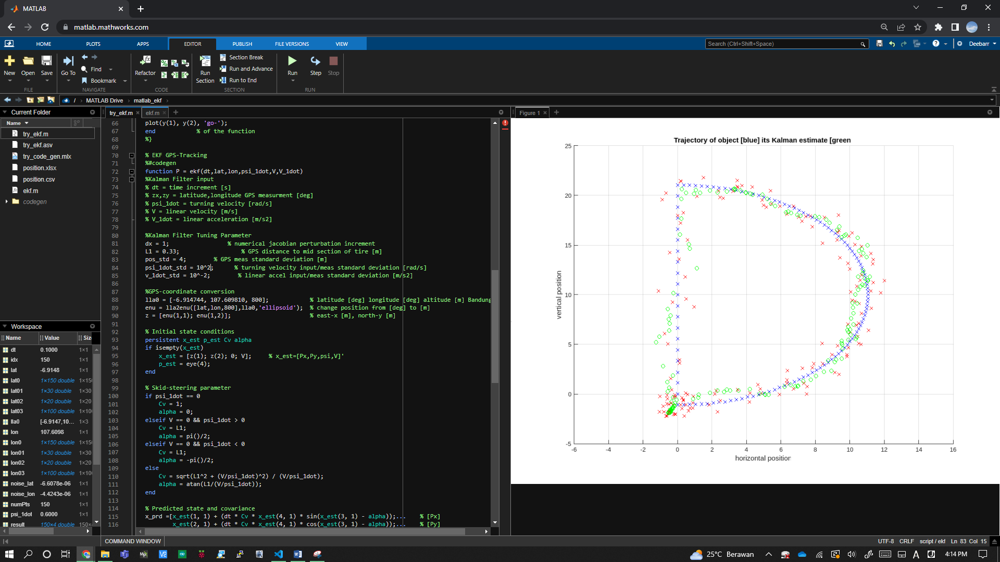 MATLAB
matlab.mathworks.com
HOME
PLOTS
APPS
EDITOR
PUBLISH
FILE VERSIONS
VIEW
Search (Ctrl+Shift+Space)
Deebarr
New
Open
Save
Go To
Find
Bookmark
Refactor
Run Section
Section Break
Run and Advance
Run to End
Run
Step
Stop
FILE
NAVIGATE
CODE
SECTION
RUN
/ › MATLAB Drive › matlab_ekf ›
Current Folder
Name
try_ekf.m
try_ekf.asv
try_code_gen.mlx
position.xlsx
position.csv
ekf.m
codegen
Workspace
Name Value Size
dt 0.1000 1×1
idx 150 1×1
lat -6.9148 1×1
lat0 1×150 double 1×150
lat01 1×30 double 1×30
lat02 1×20 double 1×20
lat03 1×100 double 1×100
lla0 [-6.9147,10... 1×3
lon 107.6098 1×1
lon0 1×150 double 1×150
lon01 1×30 double 1×30
lon02 1×20 double 1×20
lon03 1×100 double 1×100
noise_lat -6.6078e-06 1×1
noise_lon -4.4243e-06 1×1
numPts 150 1×1
psi_1dot 0.6000 1×1
result 150×4 double 150×
try_ekf.m
ekf.m
66 plot(y(1), y(2), 'go-');
67 end % of the function
68 %}
69
70 % EKF GPS-Tracking
71 %#codegen
72 function P = ekf(dt,lat,lon,psi_1dot,V,V_1dot)
73 %Kalman Filter input
74 % dt = time increment [s]
75 % zx,zy = latitude,longitude GPS measurment [deg]
76 % psi_1dot = turning velocity [rad/s]
77 % V = linear velocity [m/s]
78 % V_1dot = linear acceleration [m/s2]
79
80 %Kalman Filter Tuning Parameter
81 dx = 1; % numerical jacobian perturbation increment
82 L1 = 0.33; % GPS distance to mid section of tire [m]
83 pos_std = 4; % GPS meas standard deviation [m]
84 psi_1dot_std = 10^2; % turning velocity input/meas standard deviation [rad/s]
85 v_1dot_std = 10^-2; % linear accel input/meas standard deviation [m/s2]
86
87 %GPS-coordinate conversion
88 lla0 = [-6.914744, 107.609810, 800]; % latitude [deg] longitude [deg] altitude [m] Bandung
89 enu = lla2enu([lat,lon,800],lla0,'ellipsoid'); % change position from [deg] to [m]
90 z = [enu(1,1); enu(1,2)]; % east-x [m], north-y [m]
91
92 % Initial state conditions
93 persistent x_est p_est Cv alpha
94 if isempty(x_est)
95 x_est = [z(1); z(2); 0; V]; % x_est=[Px,Py,psi,V]'
96 p_est = eye(4);
97 end
98
99 % Skid-steering parameter
100 if psi_1dot == 0
101 Cv = 1;
102 alpha = 0;
103 elseif V == 0 && psi_1dot > 0
104 Cv = L1;
105 alpha = pi()/2;
106 elseif V == 0 && psi_1dot < 0
107 Cv = L1;
108 alpha = -pi()/2;
109 else
110 Cv = sqrt(L1^2 + (V/psi_1dot)^2) / (V/psi_1dot);
111 alpha = atan(L1/(V/psi_1dot));
112 end
113
114 % Predicted state and covariance
115 x_prd =[x_est(1, 1) + (dt * Cv * x_est(4, 1) * sin(x_est(3, 1) - alpha));... % [Px]
116 x_est(2, 1) + (dt * Cv * x_est(4, 1) * cos(x_est(3, 1) - alpha));... % [Py]
Figure 1
Trajectory of object [blue] its Kalman estimate [green
25
20
15
10
5
0
-5
vertical position
-6 -4 -2 0 2 4 6 8 10 12 14 16
horizontal position
COMMAND WINDOW
UTF-8 CRLF script / ekf Ln 83 Col 15
25°C Berawan
4:14 PM